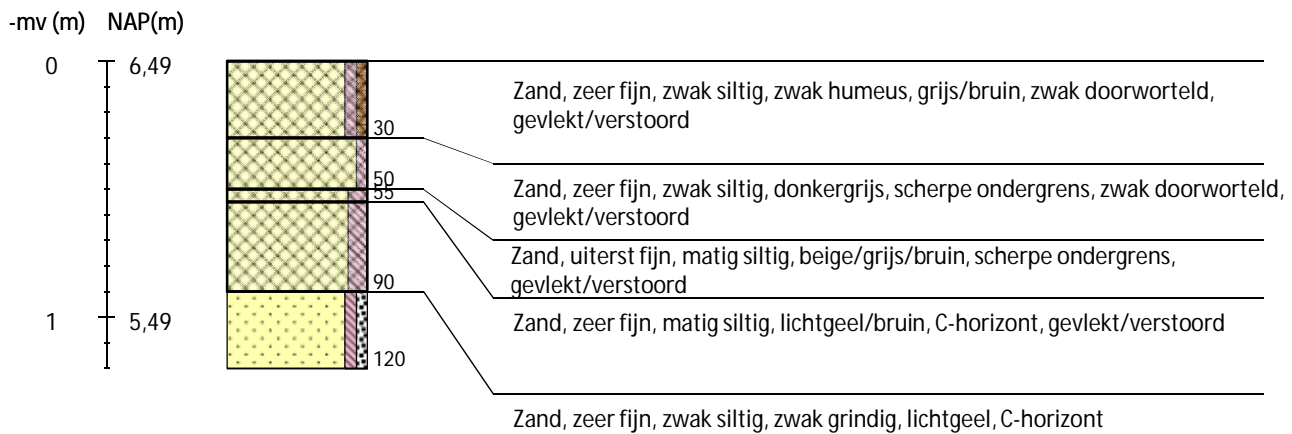 -mv (m) NAP(m)
0 6,49
Zand, zeer fijn, zwak siltig, zwak humeus, grijs/bruin, zwak doorworteld,
gevlekt/verstoord
30
50
Zand, zeer fijn, zwak siltig, donkergrijs, scherpe ondergrens, zwak doorworteld,
gevlekt/verstoord
55
Zand, uiterst fijn, matig siltig, beige/grijs/bruin, scherpe ondergrens,
gevlekt/verstoord
90
1 5,49
Zand, zeer fijn, matig siltig, lichtgeel/bruin, C-horizont, gevlekt/verstoord
120
Zand, zeer fijn, zwak siltig, zwak grindig, lichtgeel, C-horizont